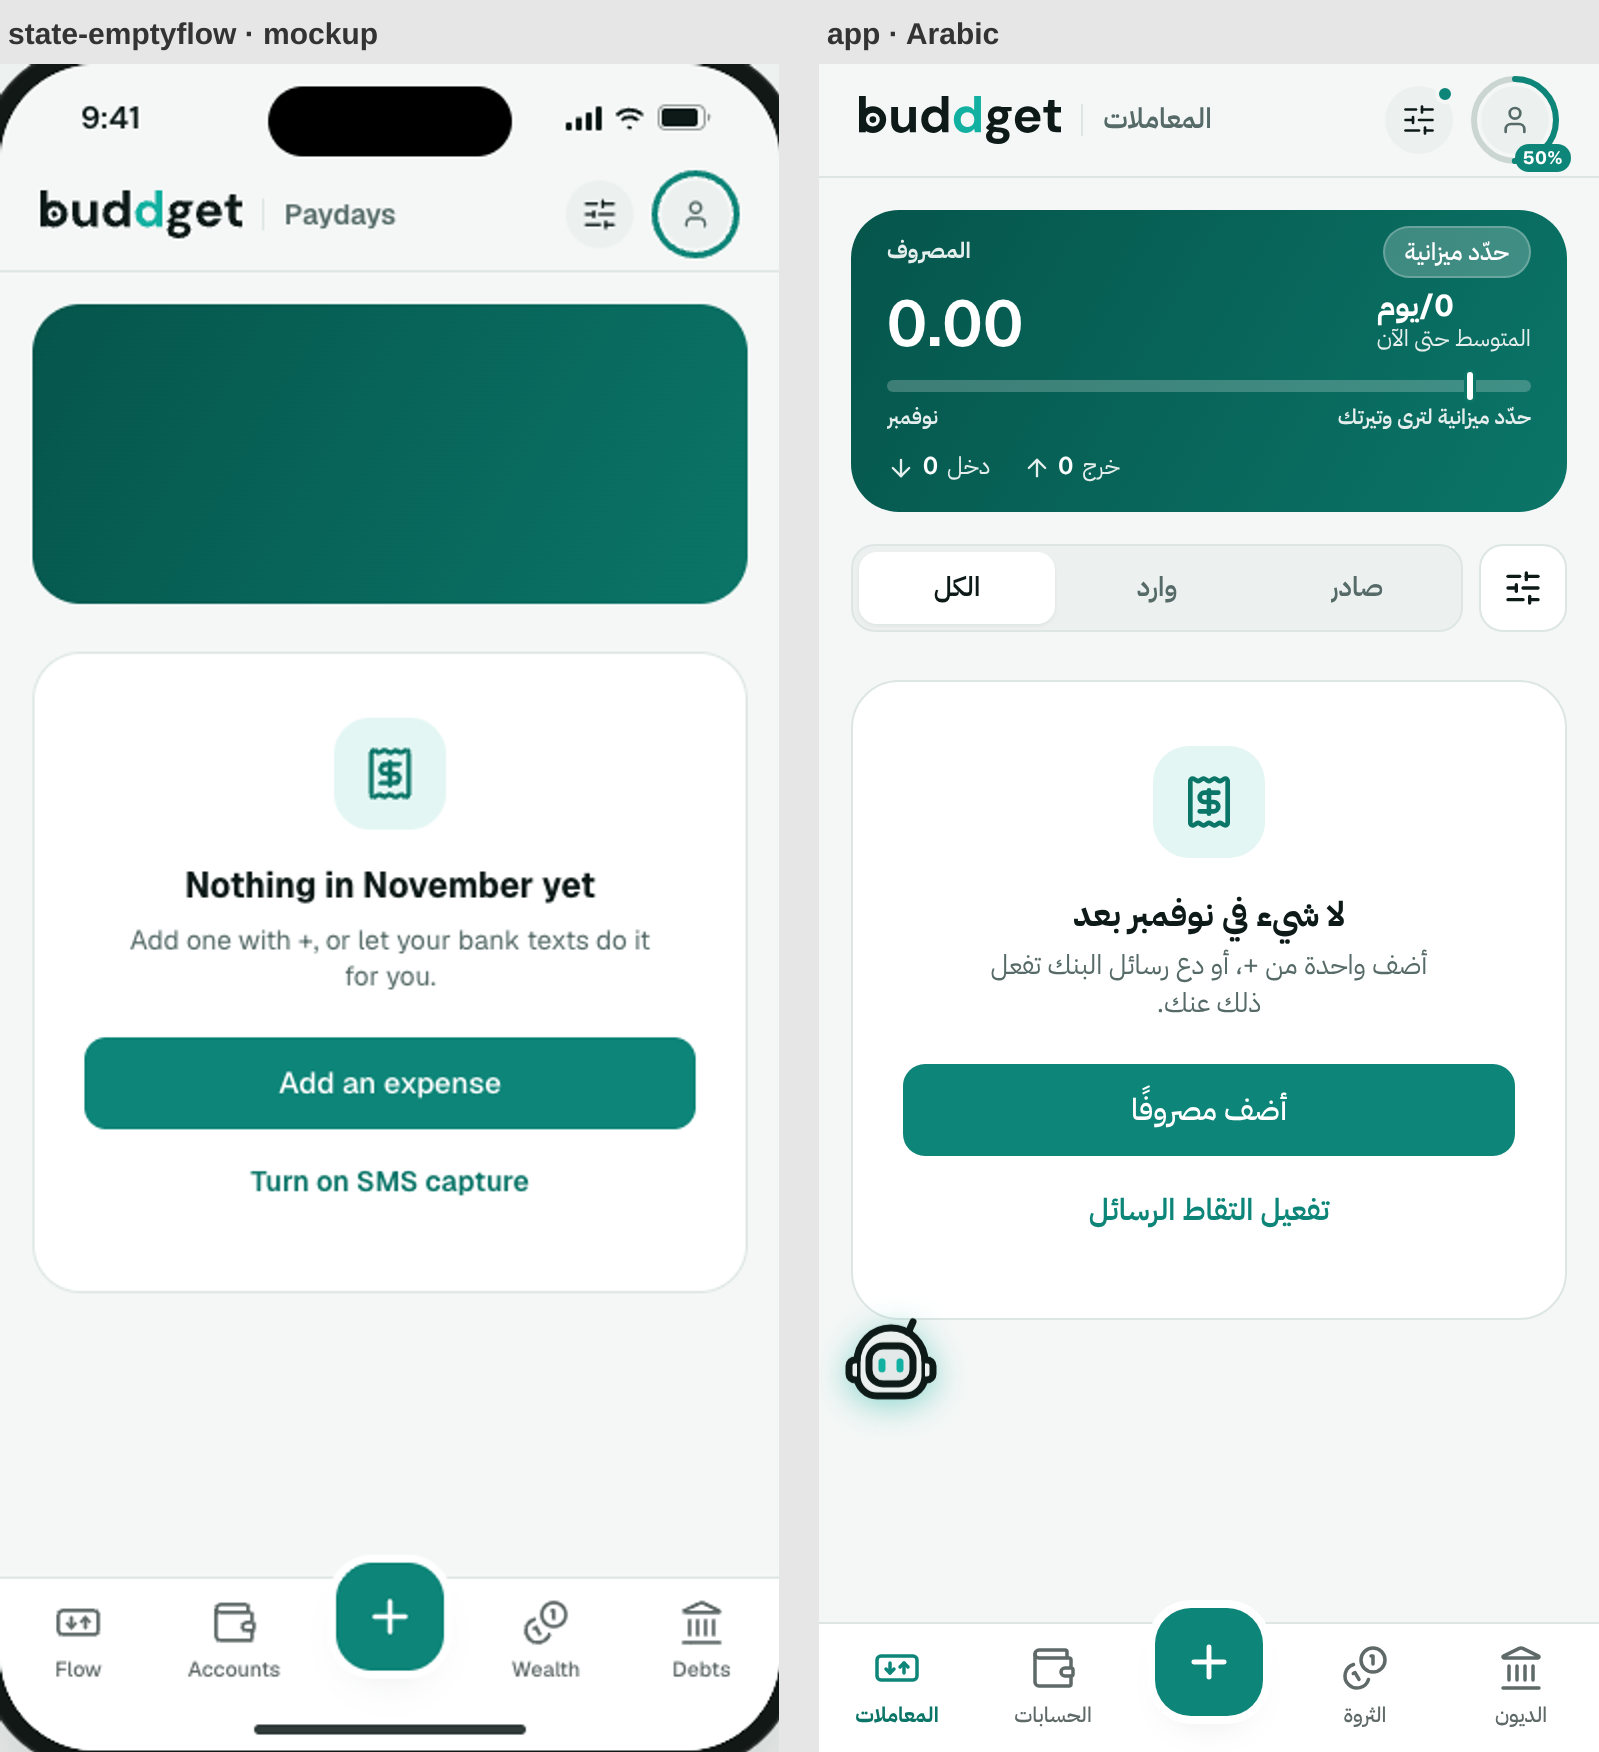 state-emptyflow · mockup
9:41
buddget
Paydays
Nothing in November yet
Add one with +, or let your bank texts do it
for you.
Add an expense
Turn on SMS capture
Flow
Accounts
Wealth
Debts
app · Arabic
buddget
المعاملات
50%
المصروف
حدّد ميزانية
0.00
0/يوم
المتوسط حتى الآن
نوفمبر
حدّد ميزانية لترى وتيرتك
0 دخل
0 خرج
الكل
وارد
صادر
لا شيء في نوفمبر بعد
أضف واحدة من +، أو دع رسائل البنك تفعل
ذلك عنك.
أضف مصروفًا
تفعيل التقاط الرسائل
المعاملات
الحسابات
الثروة
الديون